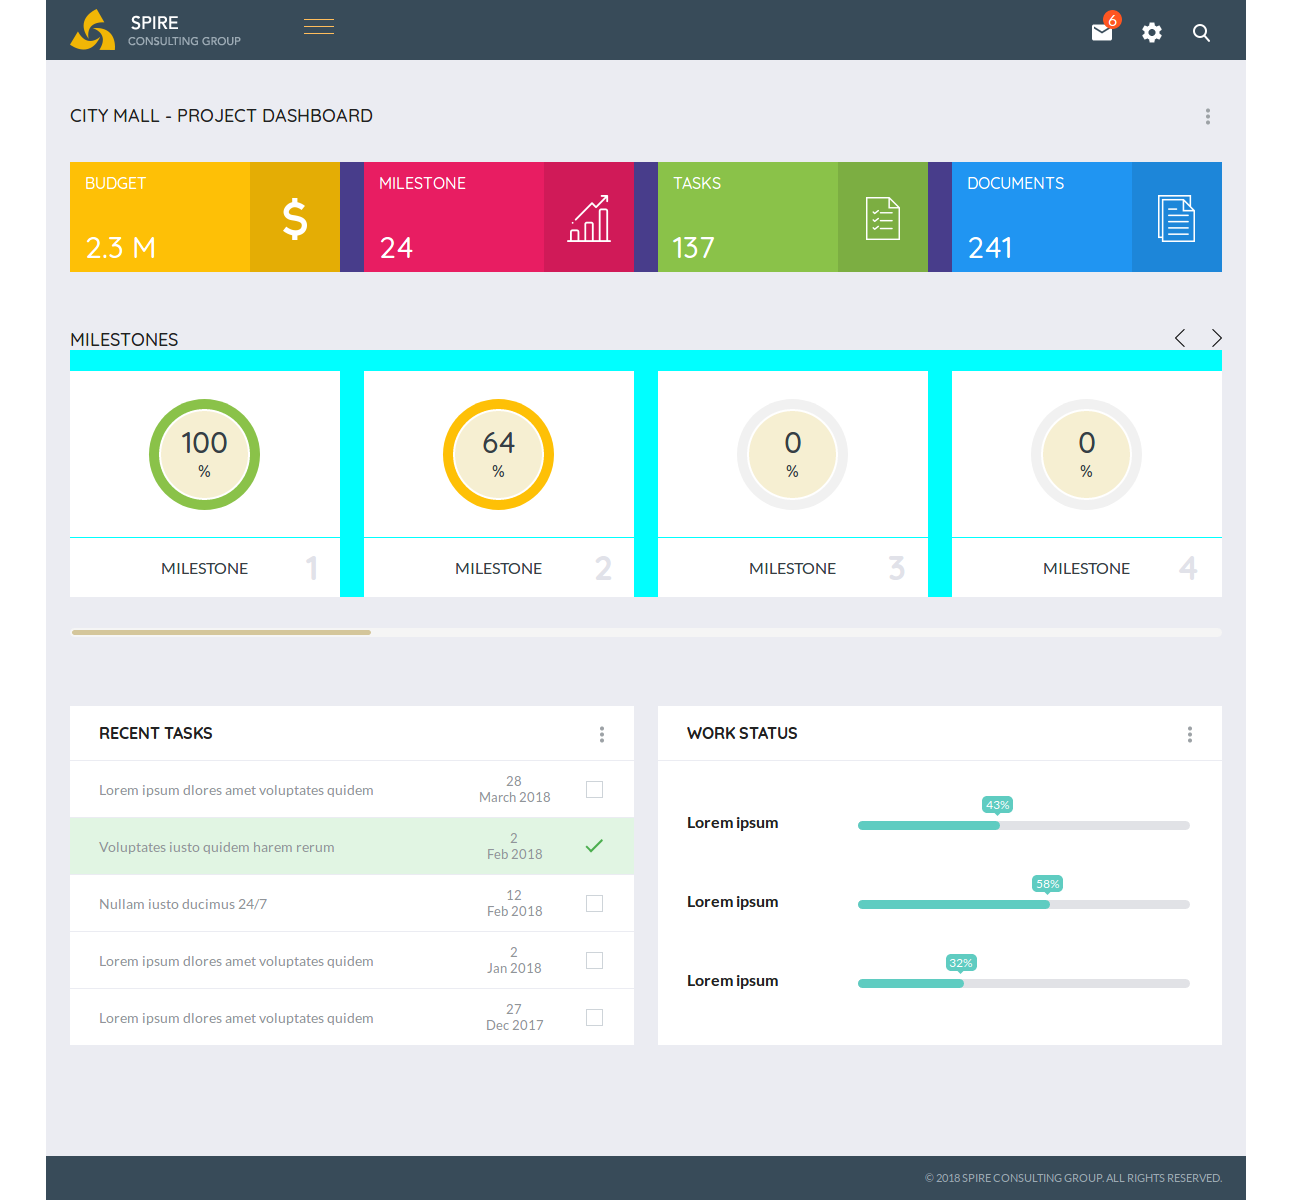 SPIRE
CONSULTING GROUP
6
CITY MALL - PROJECT DASHBOARD
BUDGET
2.3 M
$
MILESTONE
24
TASKS
137
DOCUMENTS
241
MILESTONES
100
%
64
%
0
%
0
%
MILESTONE 1
MILESTONE 2
MILESTONE 3
MILESTONE 4
RECENT TASKS
Lorem ipsum dlores amet voluptates quidem
28
March 2018
Voluptates iusto quidem harem rerum
2
Feb 2018
Nullam iusto ducimus 24/7
12
Feb 2018
Lorem ipsum dlores amet voluptates quidem
2
Jan 2018
Lorem ipsum dlores amet voluptates quidem
27
Dec 2017
WORK STATUS
43%
Lorem ipsum
58%
Lorem ipsum
32%
Lorem ipsum
© 2018 SPIRE CONSULTING GROUP. ALL RIGHTS RESERVED.